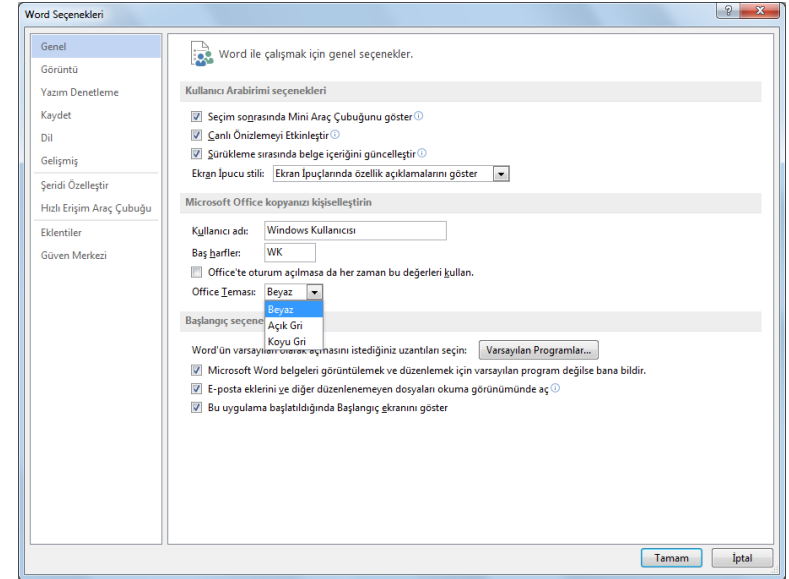 Word Seçenekleri
Genel
Görüntü
Yazım Denetleme
Kaydet
Dil
Gelişmiş
Şeridi Özelleştir
Hızlı Erişim Araç Çubuğu
Eklentiler
Güven Merkezi
Word ile çalışmak için genel seçenekler.
Kullanıcı Arabirimi seçenekleri
Seçim sonrasında Mini Araç Çubuğunu göster
Canlı Önizlemeyi Etkinleştir
Sürükleme sırasında belge içeriğini güncelleştir
Ekran İpucu stili: Ekran İpuçlarında özellik açıklamalarını göster
Microsoft Office kopyanızı kişiselleştirin
Kullanıcı adı: Windows Kullanıcısı
Baş harfler: WK
Office'te oturum açılmasa da her zaman bu değerleri kullan.
Office Teması: Beyaz
Beyaz
Açık Gri
Koyu Gri
Başlangıç seçene
Word'ün varsayılan olarak açmasını istediğiniz uzantıları seçin: Varsayılan Programlar...
Microsoft Word belgeleri görüntülemek ve düzenlemek için varsayılan program değilse bana bildir.
E-posta eklerini ve diğer düzenlenemeyen dosyaları okuma görünümünde aç
Bu uygulama başlatıldığında Başlangıç ekranını göster
Tamam
İptal